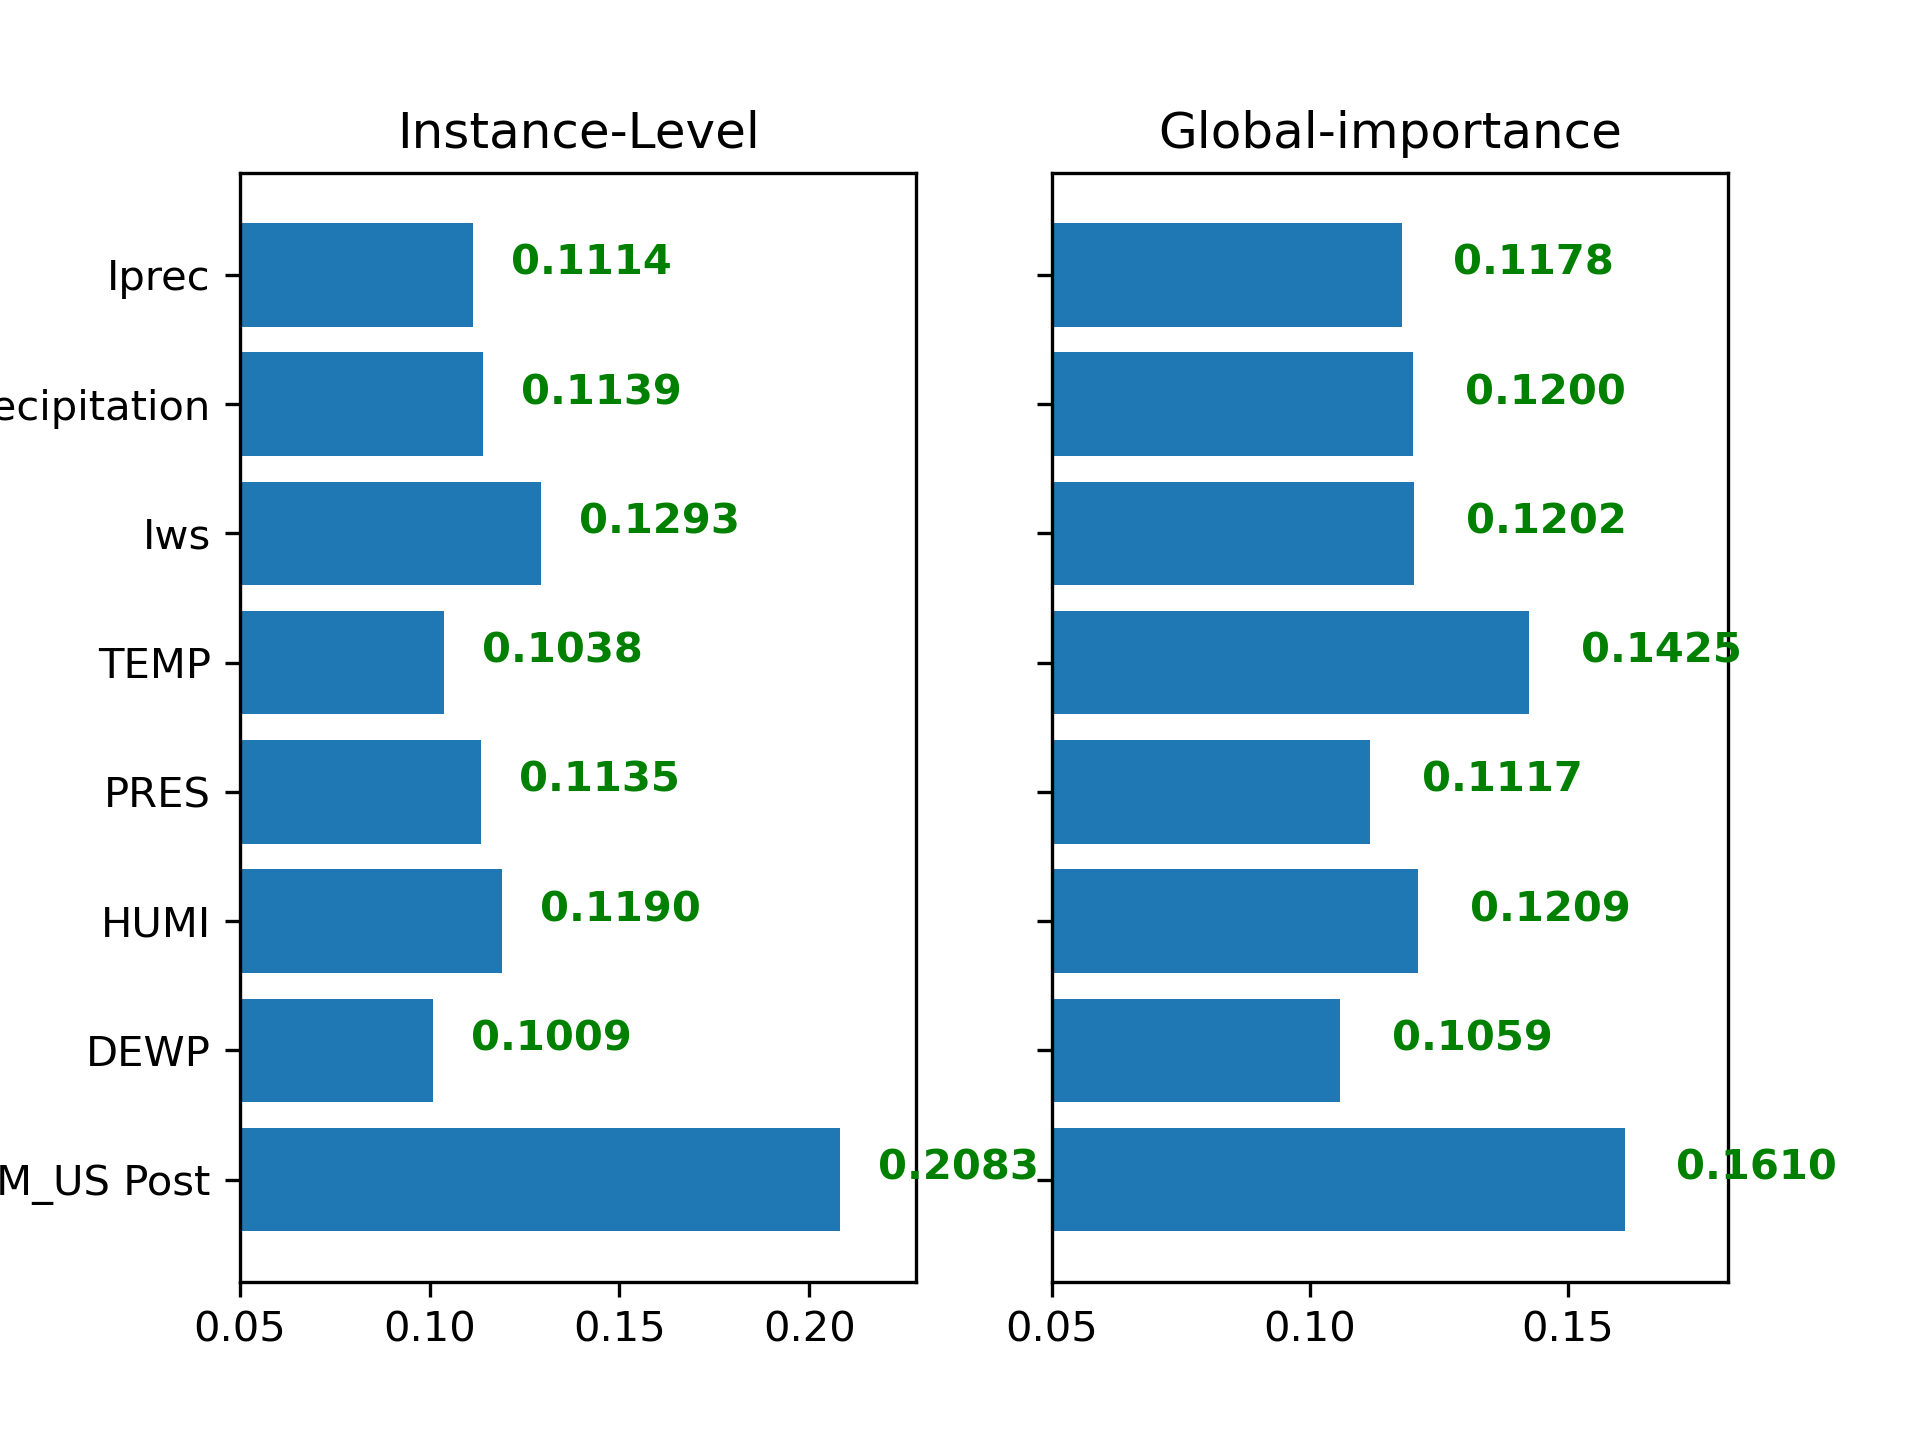 Instance-Level
Global-importance
Iprec
0.1114
0.1178
ecipitation
0.1139
0.1200
Iws
0.1293
0.1202
TEMP
0.1038
0.1425
PRES
0.1135
0.1117
HUMI
0.1190
0.1209
DEWP
0.1009
0.1059
M_US Post
0.2083
0.1610
0.05 0.10 0.15 0.20
0.05 0.10 0.15